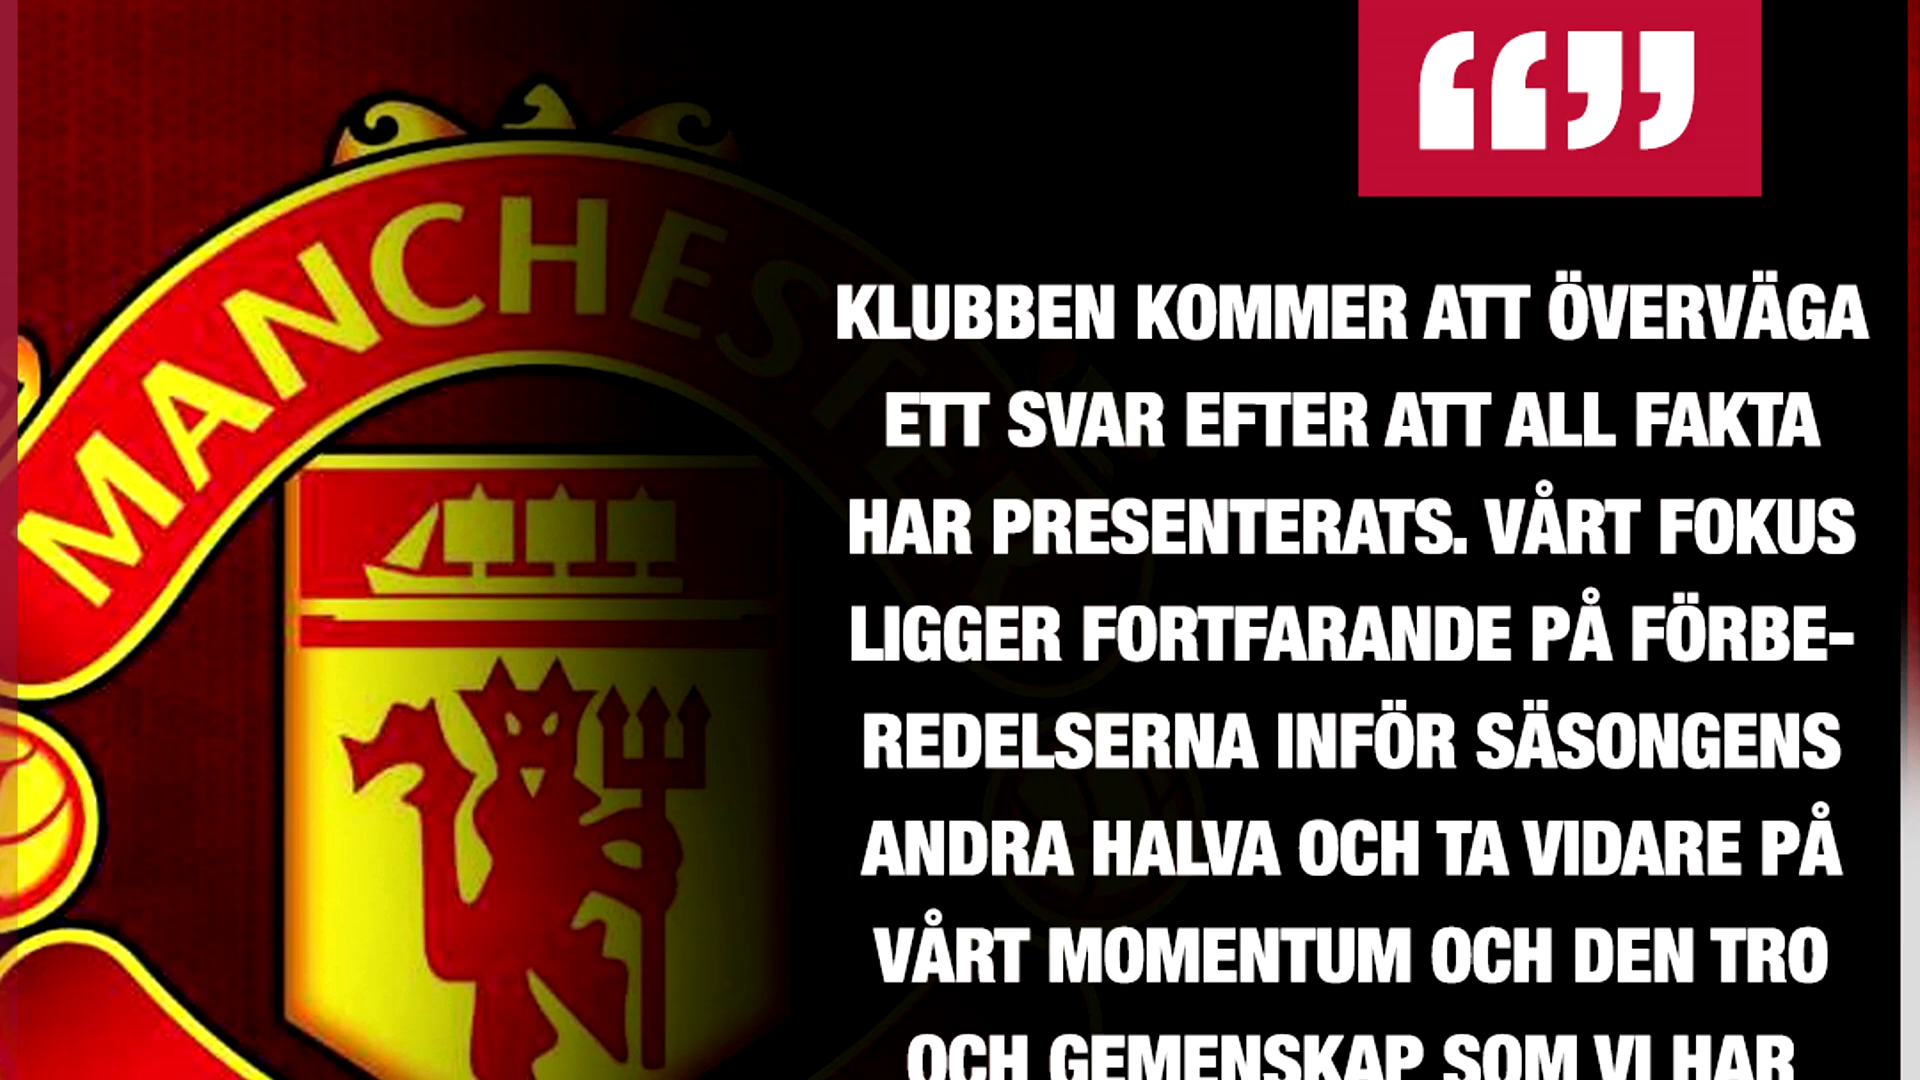 MANCHESTER
KLUBBEN KOMMER ATT ÖVERVÄGA
ETT SVAR EFTER ATT ALL FAKTA
HAR PRESENTERATS. VÅRT FOKUS
LIGGER FORTFARANDE PÅ FÖRBE-
REDELSERNA INFÖR SÄSONGENS
ANDRA HALVA OCH TA VIDARE PÅ
VÅRT MOMENTUM OCH DEN TRO
OCH GEMENSKAP SOM VI HAR